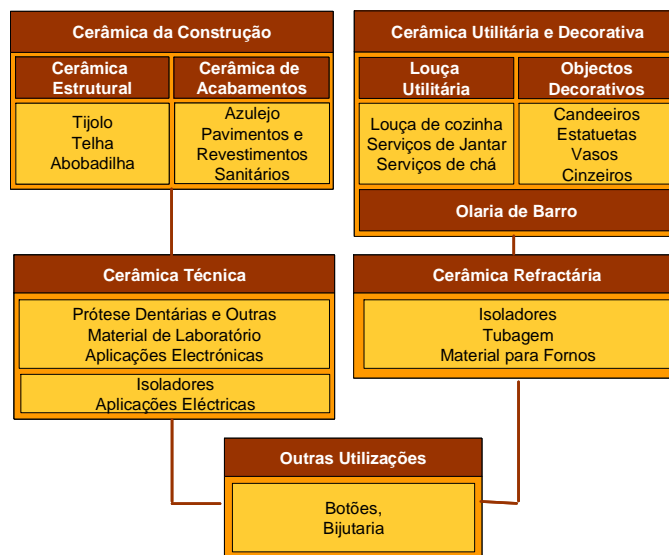 Cerâmica da Construção
Cerâmica
Estrutural
Cerâmica de
Acabamentos
Tijolo
Telha
Abobadilha
Azulejo
Pavimentos e
Revestimentos
Sanitários
Cerâmica Utilitária e Decorativa
Louça
Utilitária
Objectos
Decorativos
Louça de cozinha
Serviços de Jantar
Serviços de chá
Candeeiros
Estatuetas
Vasos
Cinzeiros
Olaria de Barro
Cerâmica Técnica
Prótese Dentárias e Outras
Material de Laboratório
Aplicações Electrónicas
Isoladores
Aplicações Eléctricas
Cerâmica Refractária
Isoladores
Tubagem
Material para Fornos
Outras Utilizações
Botões,
Bijutaria